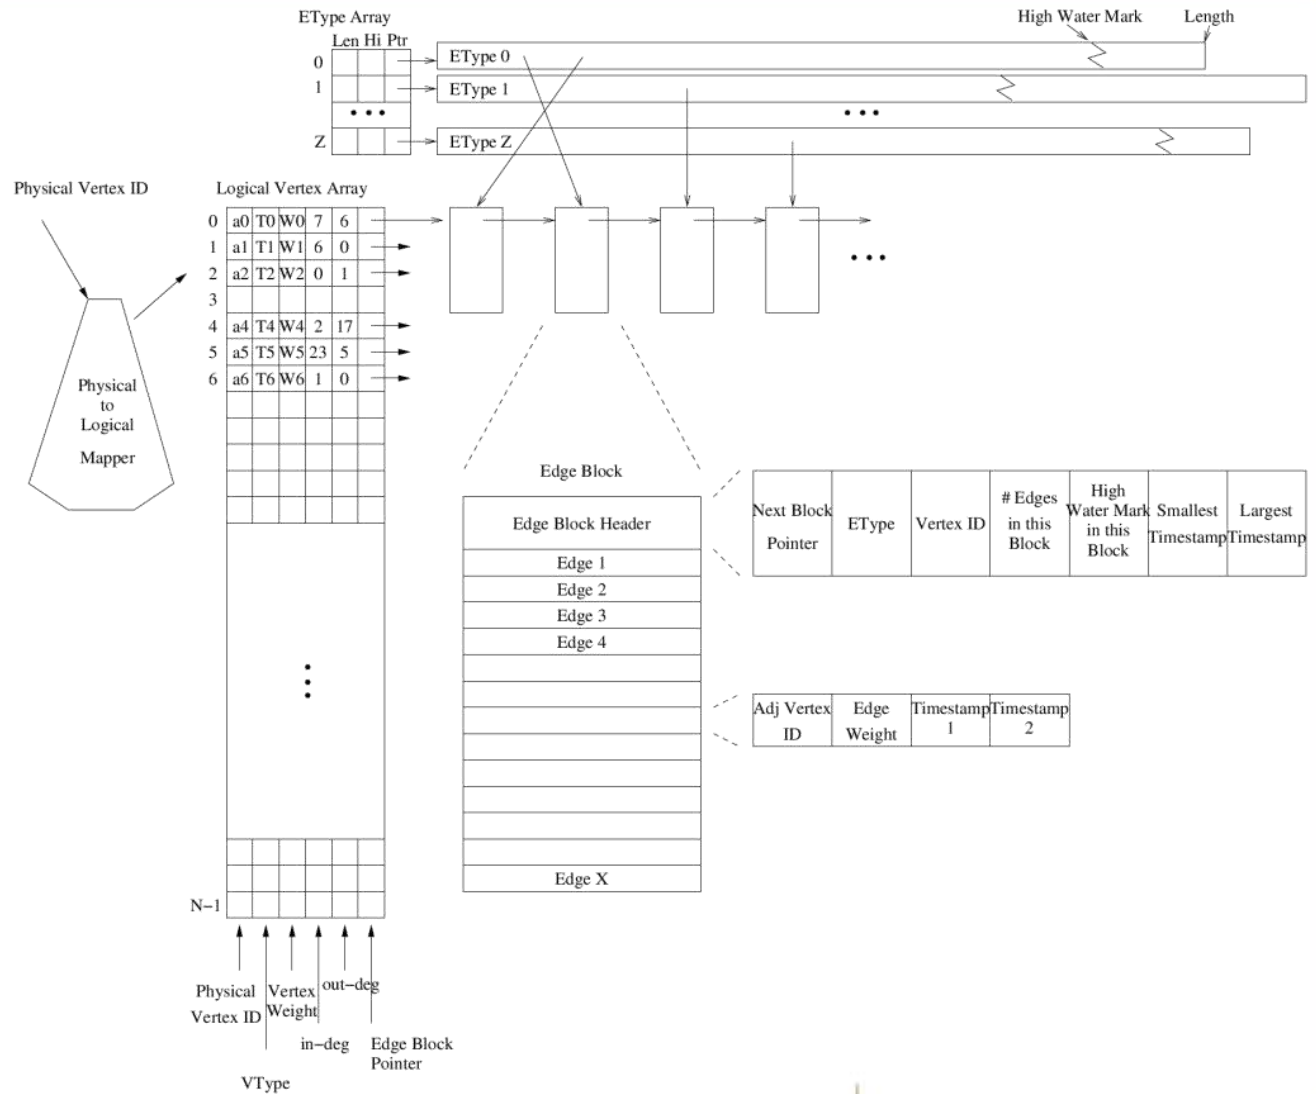 EType Array
High Water Mark
Length
Len Hi Ptr
0
EType 0
1
EType 1
Z
EType Z
Physical Vertex ID
Logical Vertex Array
0 a0 T0 W0 7 6
1 a1 T1 W1 6 0
2 a2 T2 W2 0 1
3
4 a4 T4 W4 2 17
5 a5 T5 W5 23 5
6 a6 T6 W6 1 0
Physical
to
Logical
Mapper
N−1
Physical
Vertex ID
VType
Vertex
Weight
in−deg
out−deg
Edge Block
Pointer
Edge Block
Edge Block Header
Edge 1
Edge 2
Edge 3
Edge 4
Edge X
Next Block
Pointer
EType
Vertex ID
# Edges
in this
Block
High
Water Mark
in this
Block
Smallest
Timestamp
Largest
Timestamp
Adj Vertex
ID
Edge
Weight
Timestamp
1
Timestamp
2